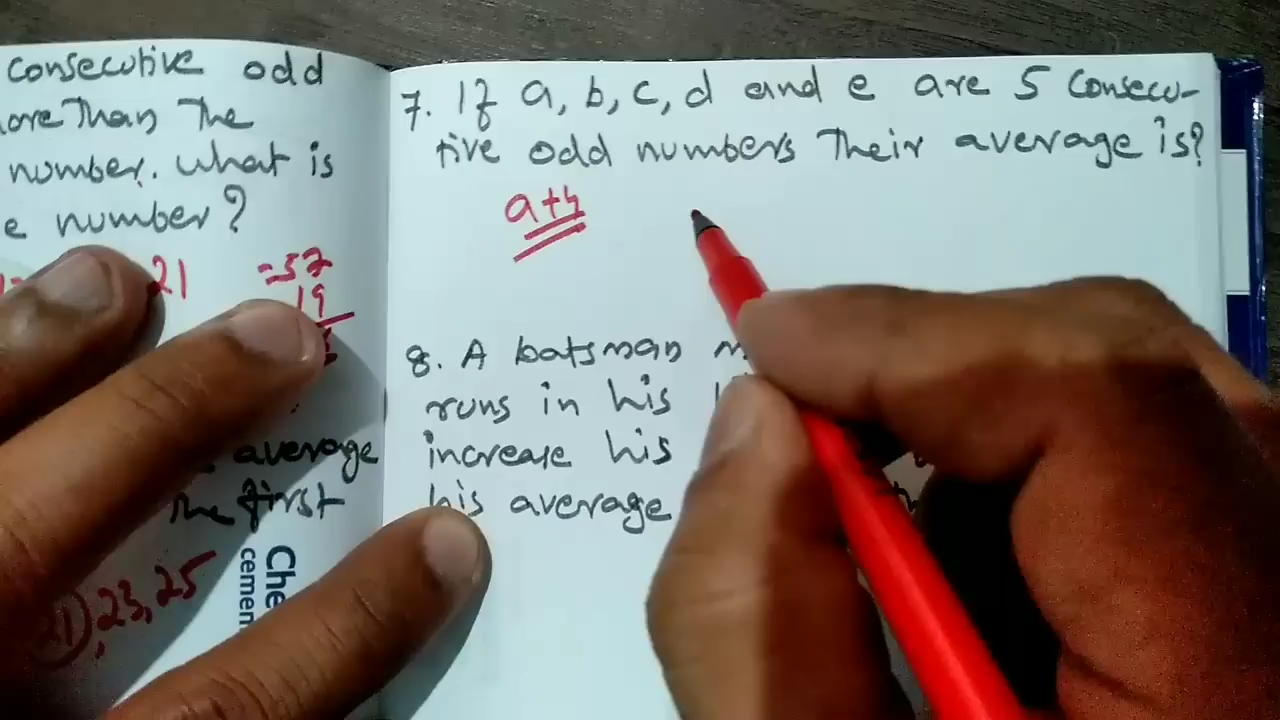 consecutive odd
ore Than The
number. what is
e number?
21 =57
19
average
The first
21, 23, 25
Che
cemen
7. If a, b, c, d and e are 5 consecu-
tive odd numbers Their average is?
a+4
8. A batsman
runs in his
increase his
his average